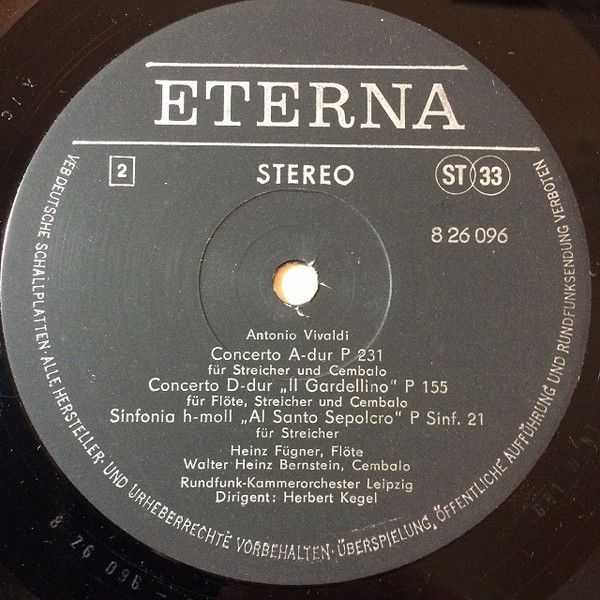 ETERNA
2 STEREO ST 33
8 26 096
Antonio Vivaldi
Concerto A-dur P 231
für Streicher und Cembalo
Concerto D-dur „Il Gardellino“ P 155
für Flöte, Streicher und Cembalo
Sinfonia h-moll „Al Santo Sepolcro“ P Sinf. 21
für Streicher
Heinz Fügner, Flöte
Walter Heinz Bernstein, Cembalo
Rundfunk-Kammerorchester Leipzig
Dirigent: Herbert Kegel
VEB DEUTSCHE SCHALLPLATTEN · ALLE HERSTELLER- UND URHEBERRECHTE VORBEHALTEN · ÜBERSPIELUNG, ÖFFENTLICHE AUFFÜHRUNG UND RUNDFUNKSENDUNG VERBOTEN
8 26 096